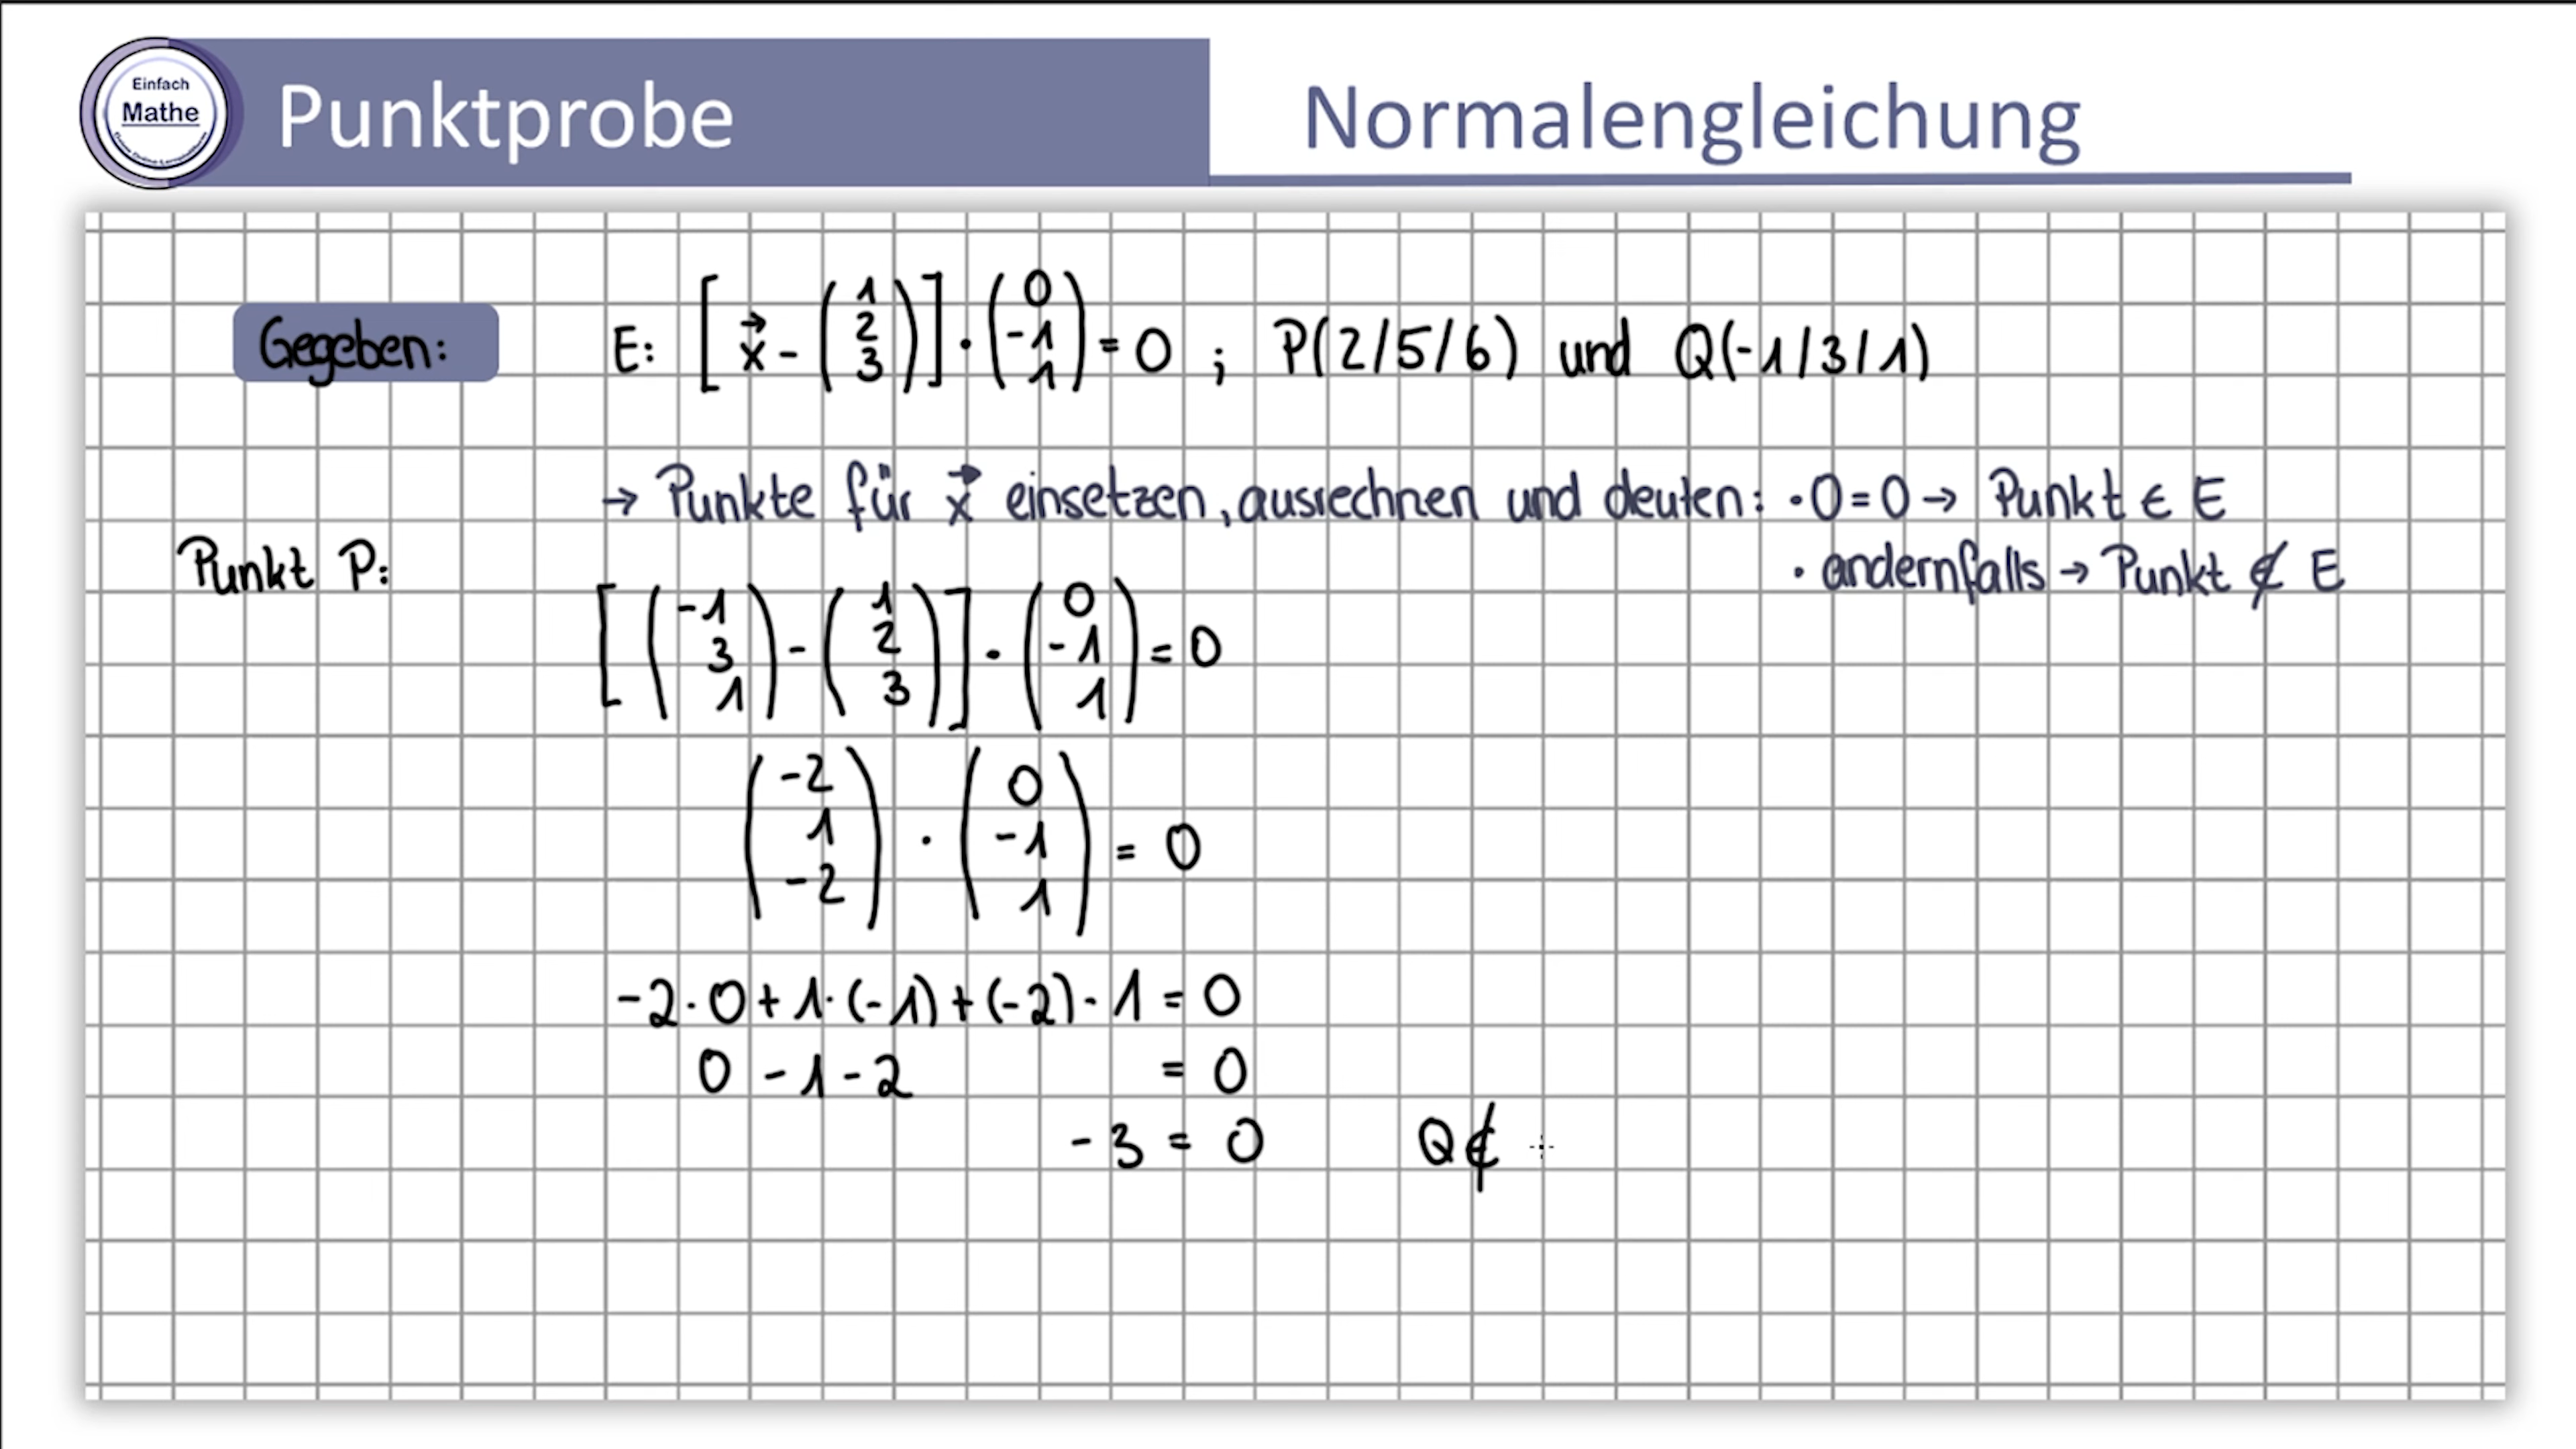 Einfach
Mathe
Punktprobe
Normalengleichung
Gegeben:
E: [ x⃗ - ( 1 2 3 ) ] · ( 0 -1 1 ) = 0 ; P(2/5/6) und Q(-1/3/1)
→ Punkte für x⃗ einsetzen, ausrechnen und deuten: · 0 = 0 → Punkt ∈ E
· andernfalls → Punkt ∉ E
Punkt P:
[ ( -1 3 1 ) - ( 1 2 3 ) ] · ( 0 -1 1 ) = 0
( -2 1 -2 ) · ( 0 -1 1 ) = 0
-2 · 0 + 1 · (-1) + (-2) · 1 = 0
0 - 1 - 2 = 0
-3 = 0 Q ∉